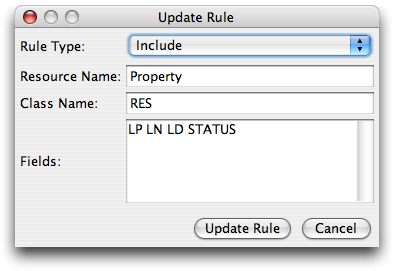 Update Rule
Rule Type: Include
Resource Name: Property
Class Name: RES
LP LN LD STATUS
Fields:
Update Rule Cancel